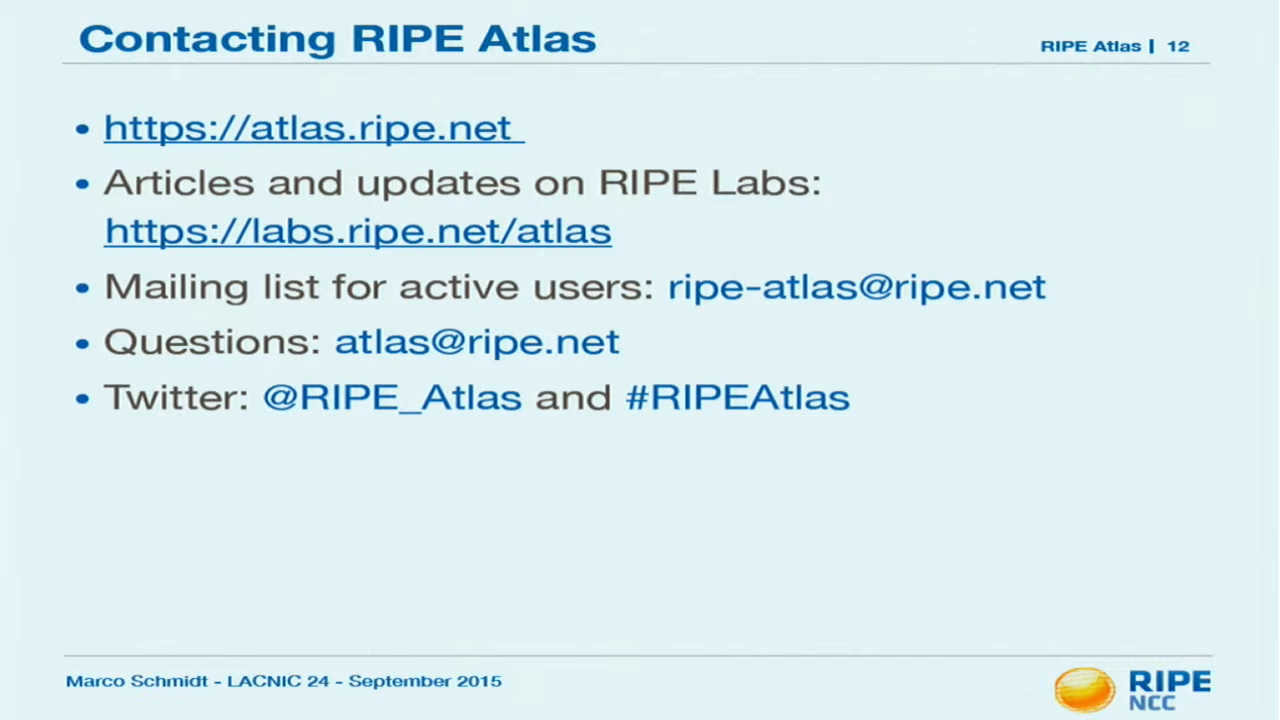 Contacting RIPE Atlas
RIPE Atlas | 12
• https://atlas.ripe.net
• Articles and updates on RIPE Labs:
https://labs.ripe.net/atlas
• Mailing list for active users: ripe-atlas@ripe.net
• Questions: atlas@ripe.net
• Twitter: @RIPE_Atlas and #RIPEAtlas
Marco Schmidt - LACNIC 24 - September 2015
RIPE
NCC